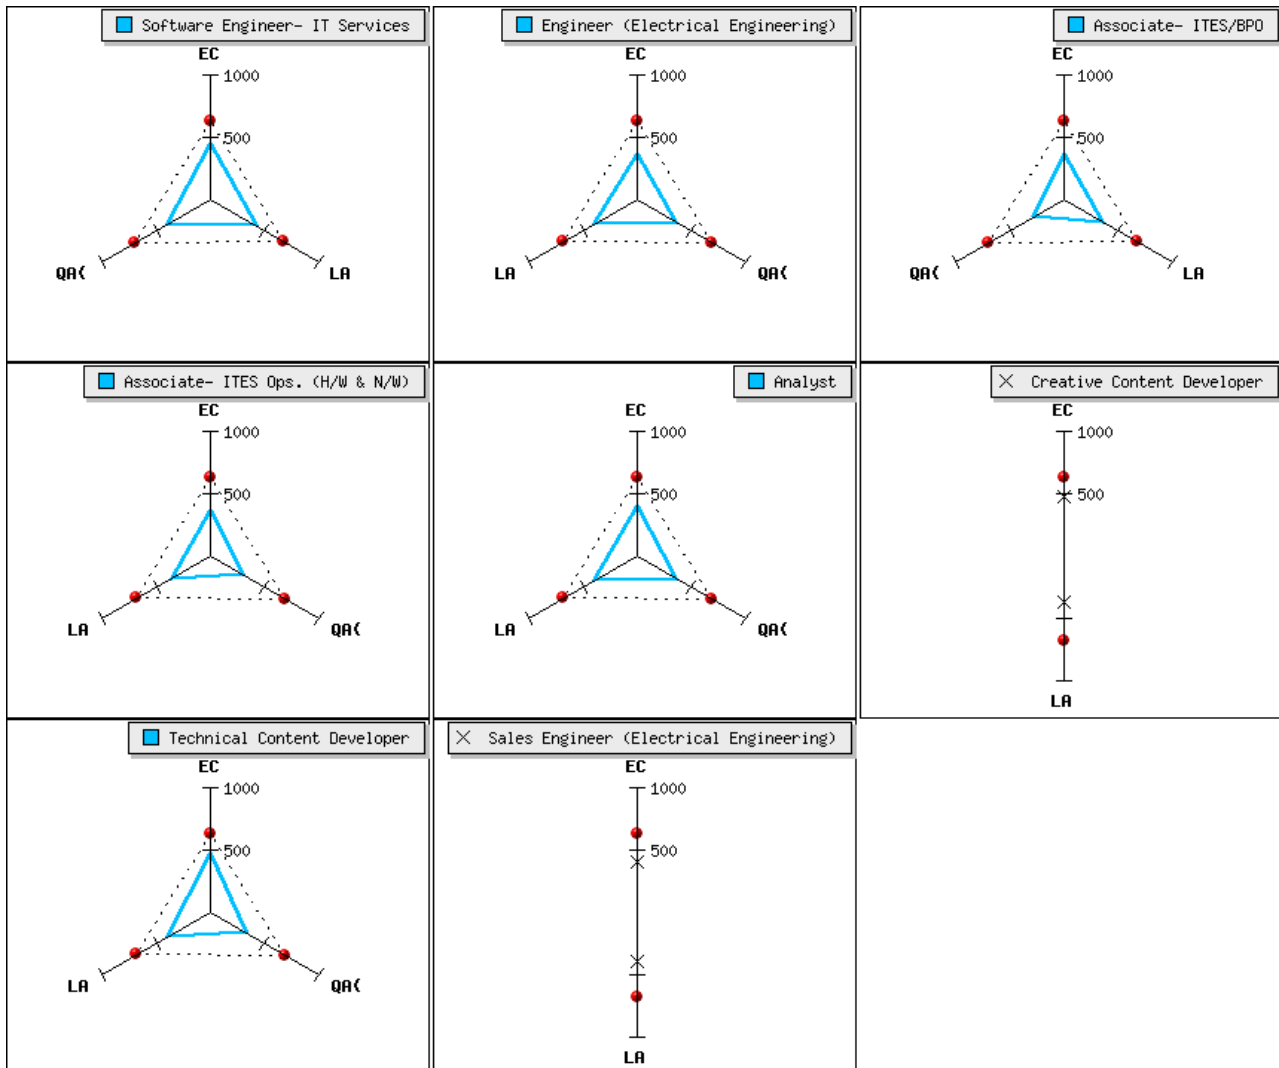 Software Engineer- IT Services
EC
1000
500
QA(
LA
Engineer (Electrical Engineering)
EC
1000
500
LA
QA(
Associate- ITES/BPO
EC
1000
500
QA(
LA
Associate- ITES Ops. (H/W & N/W)
EC
1000
500
LA
QA(
Analyst
EC
1000
500
LA
QA(
Creative Content Developer
EC
1000
500
LA
Technical Content Developer
EC
1000
500
LA
QA(
Sales Engineer (Electrical Engineering)
EC
1000
500
LA